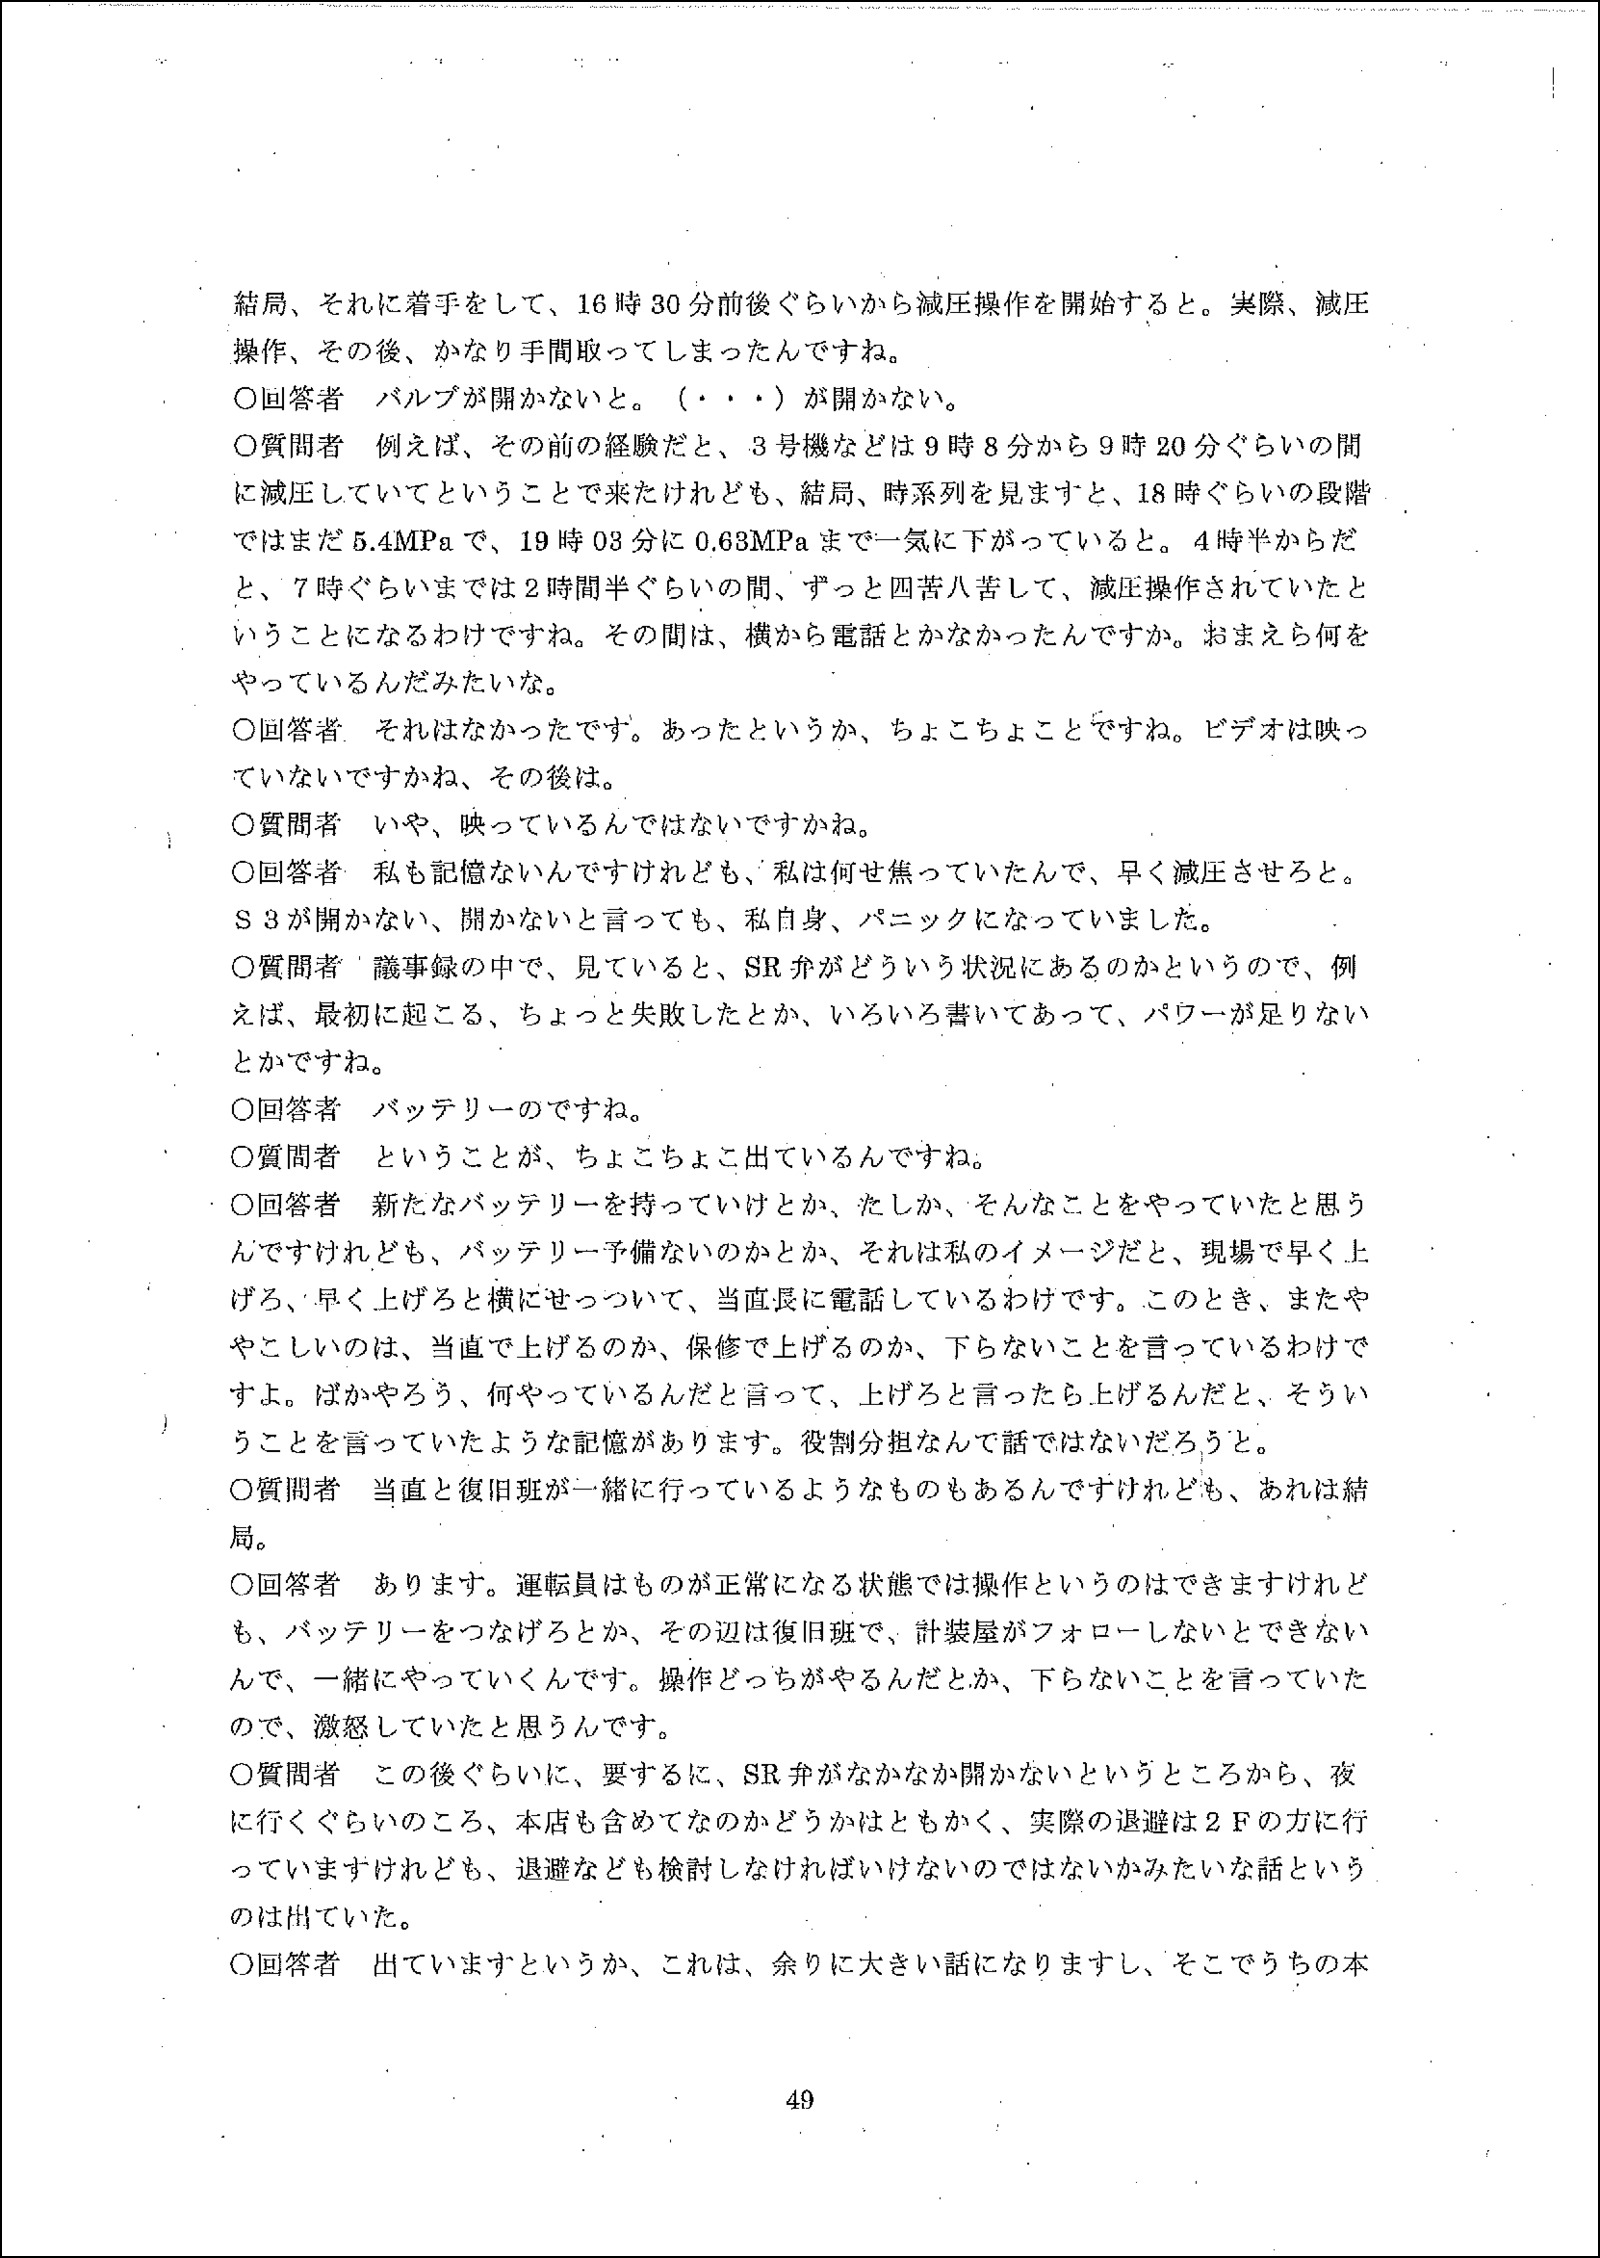 結局、それに着手をして、16時30分前後ぐらいから減圧操作を開始すると。実際、減圧
操作、その後、かなり手間取ってしまったんですね。
○回答者　バルブが開かないと。（・・・）が開かない。
○質問者　例えば、その前の経験だと、３号機などは９時８分から９時20分ぐらいの間
に減圧していてということで来たけれども、結局、時系列を見ますと、18時ぐらいの段階
ではまだ5.4MPaで、19時03分に0.63MPaまで一気に下がっていると。４時半からだ
と、７時ぐらいまでは２時間半ぐらいの間、ずっと四苦八苦して、減圧操作されていたと
いうことになるわけですね。その間は、横から電話とかなかったんですか。おまえら何を
やっているんだみたいな。
○回答者　それはなかったです。あったというか、ちょこちょことですね。ビデオは映っ
ていないですかね、その後は。
○質問者　いや、映っているんではないですかね。
○回答者　私も記憶ないんですけれども、私は何せ焦っていたんで、早く減圧させろと。
Ｓ３が開かない、開かないと言っても、私自身、パニックになっていました。
○質問者　議事録の中で、見ていると、SR弁がどういう状況にあるのかというので、例
えば、最初に起こる、ちょっと失敗したとか、いろいろ書いてあって、パワーが足りない
とかですね。
○回答者　バッテリーのですね。
○質問者　ということが、ちょこちょこ出ているんですね。
○回答者　新たなバッテリーを持っていけとか、たしか、そんなことをやっていたと思う
んですけれども、バッテリー予備ないのかとか、それは私のイメージだと、現場で早く上
げろ、早く上げろと横にせっついて、当直長に電話しているわけです。このとき、またや
やこしいのは、当直で上げるのか、保修で上げるのか、下らないことを言っているわけで
すよ。ばかやろう、何やっているんだと言って、上げろと言ったら上げるんだと、そうい
うことを言っていたような記憶があります。役割分担なんて話ではないだろうと。
○質問者　当直と復旧班が一緒に行っているようなものもあるんですけれども、あれは結
局。
○回答者　あります。運転員はものが正常になる状態では操作というのはできますけれど
も、バッテリーをつなげろとか、その辺は復旧班で、計装屋がフォローしないとできない
んで、一緒にやっていくんです。操作どっちがやるんだとか、下らないことを言っていた
ので、激怒していたと思うんです。
○質問者　この後ぐらいに、要するに、SR弁がなかなか開かないというところから、夜
に行くぐらいのころ、本店も含めてなのかどうかはともかく、実際の退避は２Ｆの方に行
っていますけれども、退避なども検討しなければいけないのではないかみたいな話という
のは出ていた。
○回答者　出ていますというか、これは、余りに大きい話になりますし、そこでうちの本
49